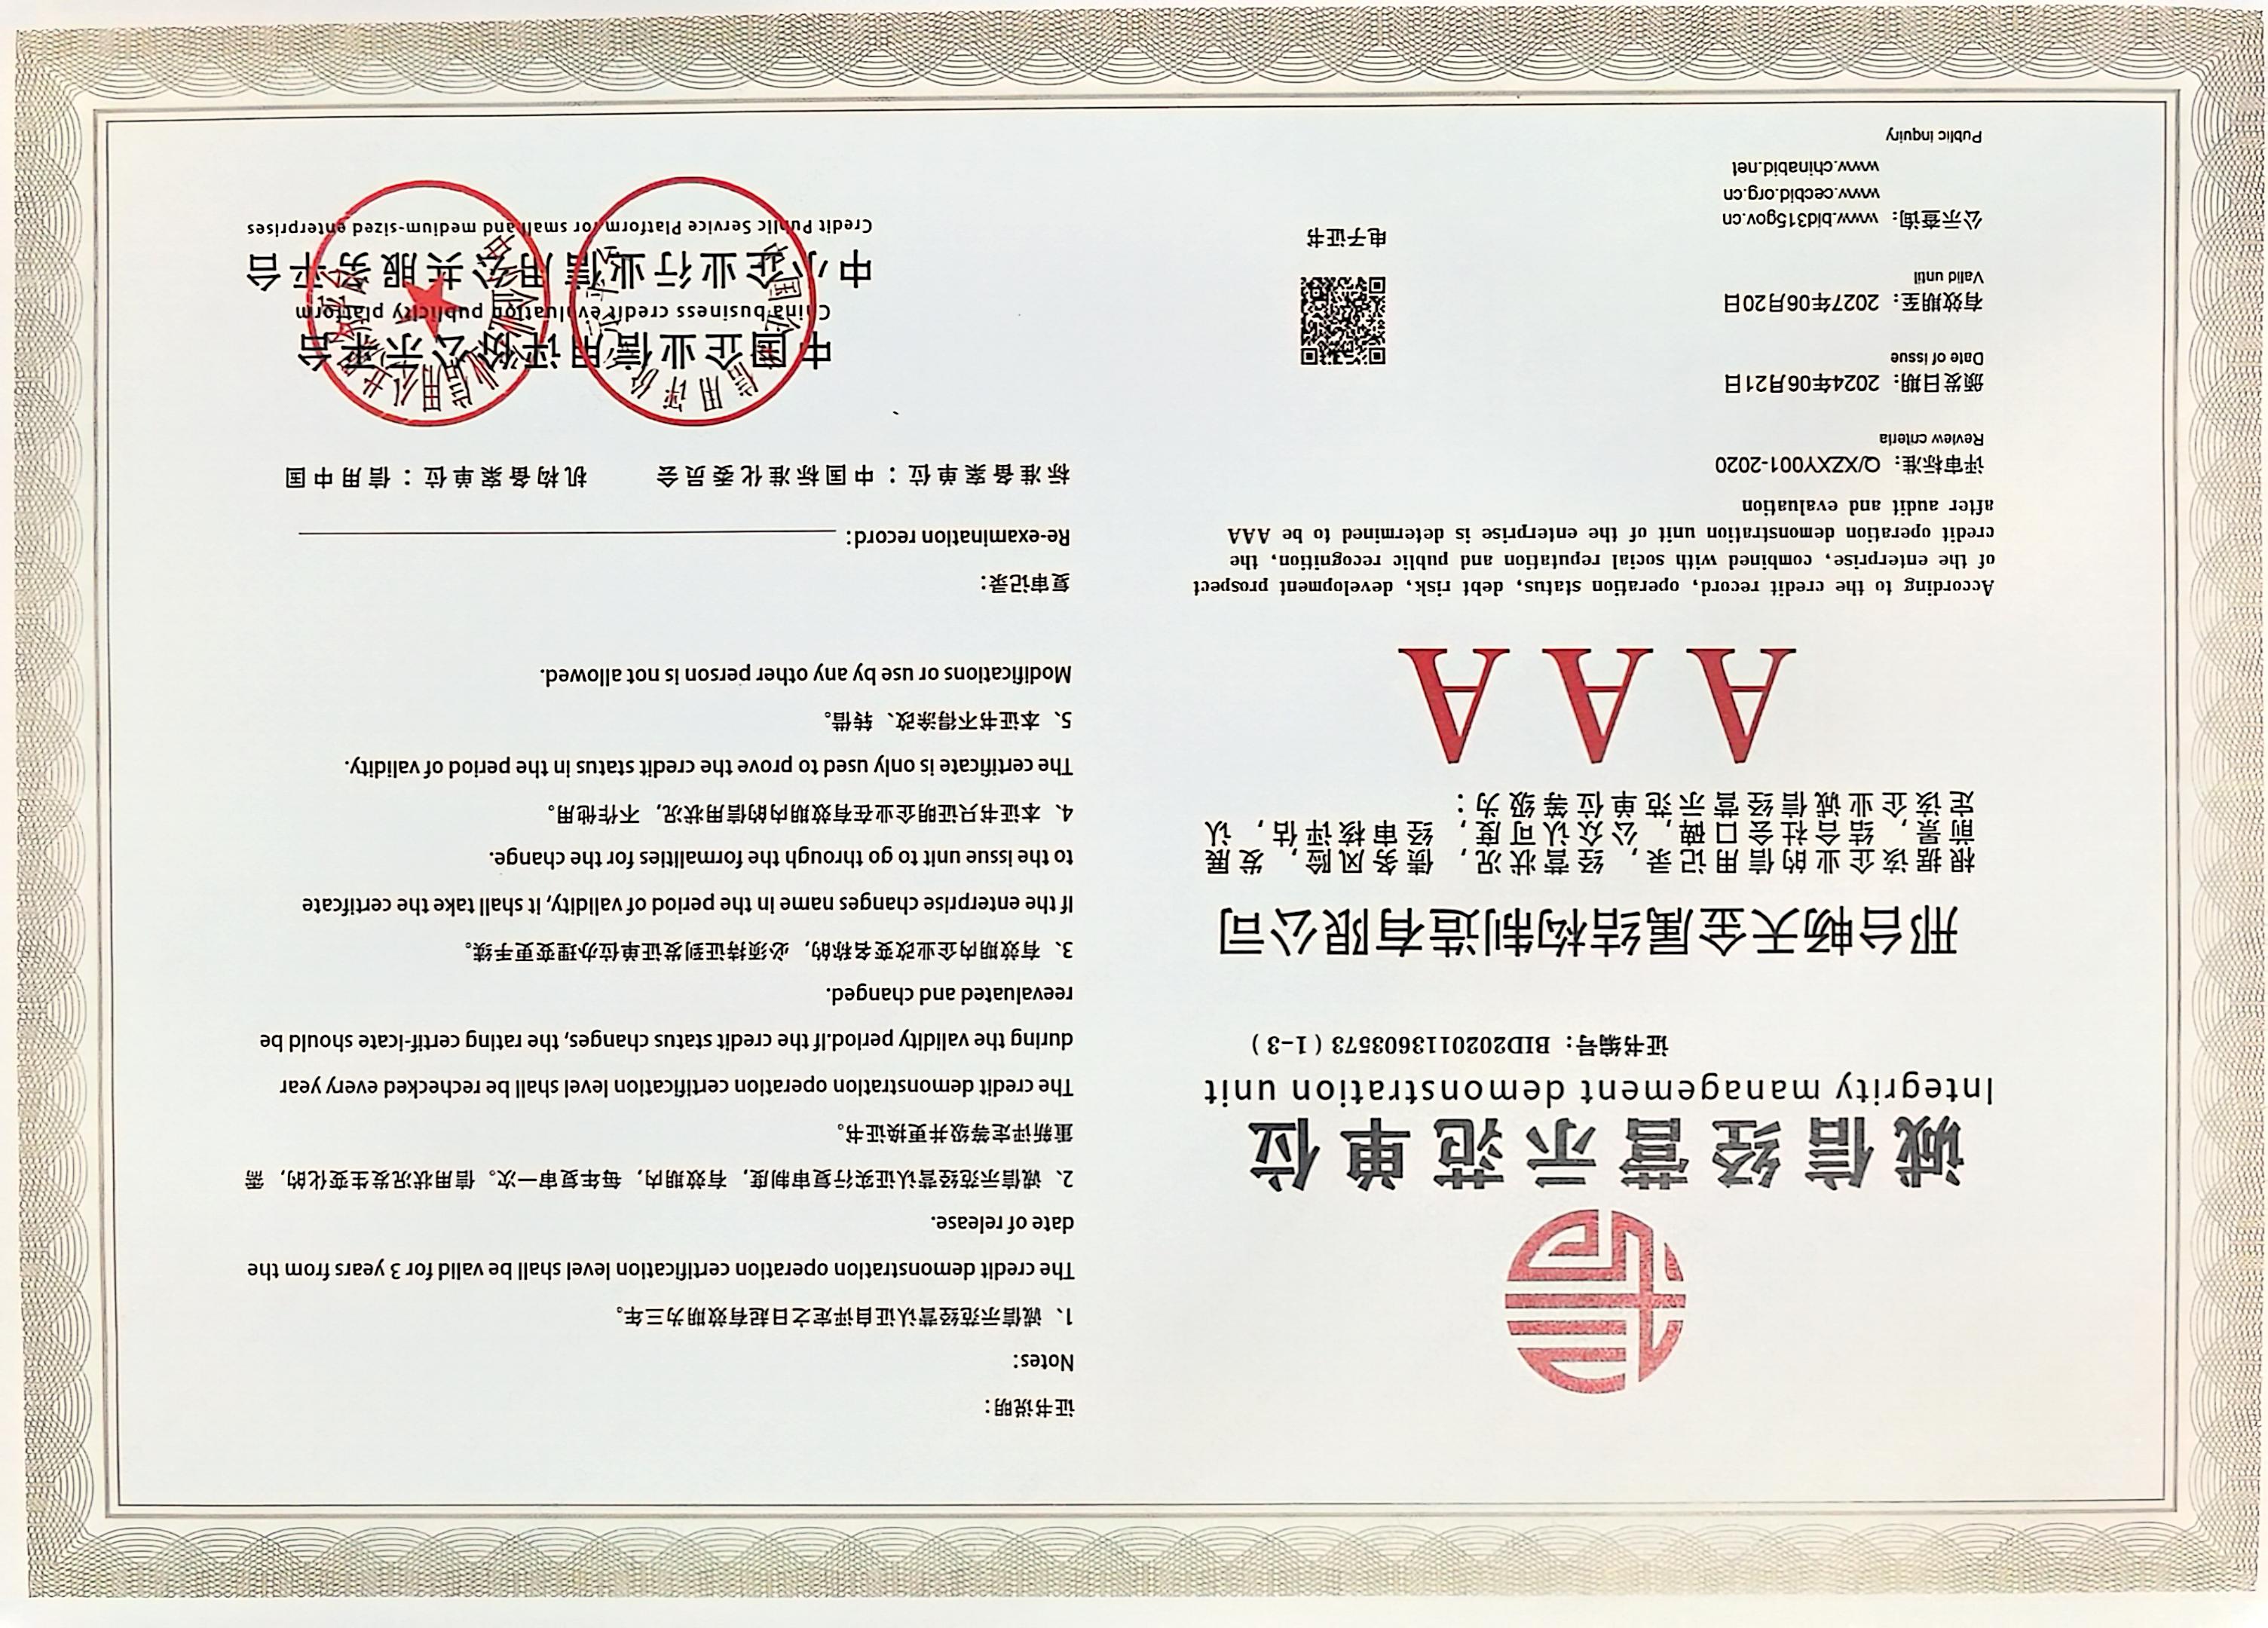 诚信经营示范单位
Integrity management demonstration unit
证书编号：BID20200113603573（1-3）
邢台畅天金属结构制造有限公司
根据该企业的信用记录，经营状况，债务风险，发展
前景，结合社会口碑，公众认可度，经审核评估，认
定该企业诚信经营示范单位等级为：
AAA
According to the credit record, operation status, debt risk, development prospect
of the enterprise, combined with social reputation and public recognition, the
credit operation demonstration unit of the enterprise is determined to be AAA
after audit and evaluation
评审标准：Q/XZXY001-2020
Review criteria
颁发日期：2024年06月21日
Date of issue
有效期至：2027年06月20日
Valid until
公示查询：www.bid315gov.cn
www.cecbid.org.cn
www.chinabid.net
Public Inquiry
电子证书
证书说明：
Notes:
1、诚信示范经营认证自评定之日起有效期为三年。
The credit demonstration operation certification level shall be valid for 3 years from the
date of release.
2、诚信示范经营认证实行复审制度，有效期内，每年复审一次。信用状况发生变化的，需
重新评定等级并更换证书。
The credit demonstration operation certification level shall be rechecked every year
during the validity period.If the credit status changes, the rating certif-icate should be
reevaluated and changed.
3、有效期内企业改变名称的，必须持证到发证单位办理变更手续。
If the enterprise changes name in the period of validity, it shall take the certificate
to the issue unit to go through the formalities for the change.
4、本证书只证明企业在有效期内的信用状况，不作他用。
The certificate is only used to prove the credit status in the period of validity.
5、本证书不得涂改、转借。
Modifications or use by any other person is not allowed.
复审记录：
Re-examination record:
标准备案单位：中国标准化委员会 机构备案单位：信用中国
中国企业信用评价公示平台
China business credit evaluation publicity platform
中小企业行业信用公共服务平台
Credit Public Service Platform for small and medium-sized enterprises